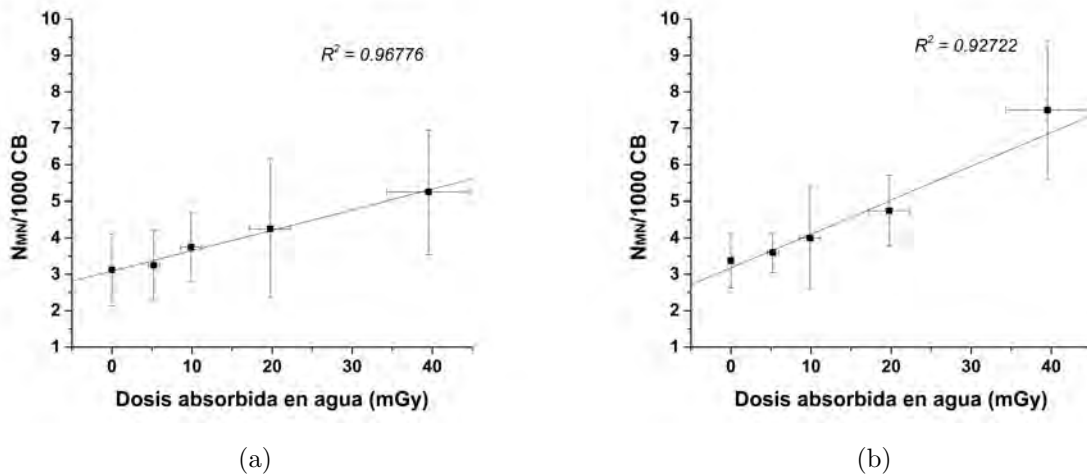 10
9
8
7
6
5
4
3
2
1
N_MN/1000 CB
R² = 0.96776
0 10 20 30 40
Dosis absorbida en agua (mGy)
(a)
10
9
8
7
6
5
4
3
2
1
N_MN/1000 CB
R² = 0.92722
0 10 20 30 40
Dosis absorbida en agua (mGy)
(b)